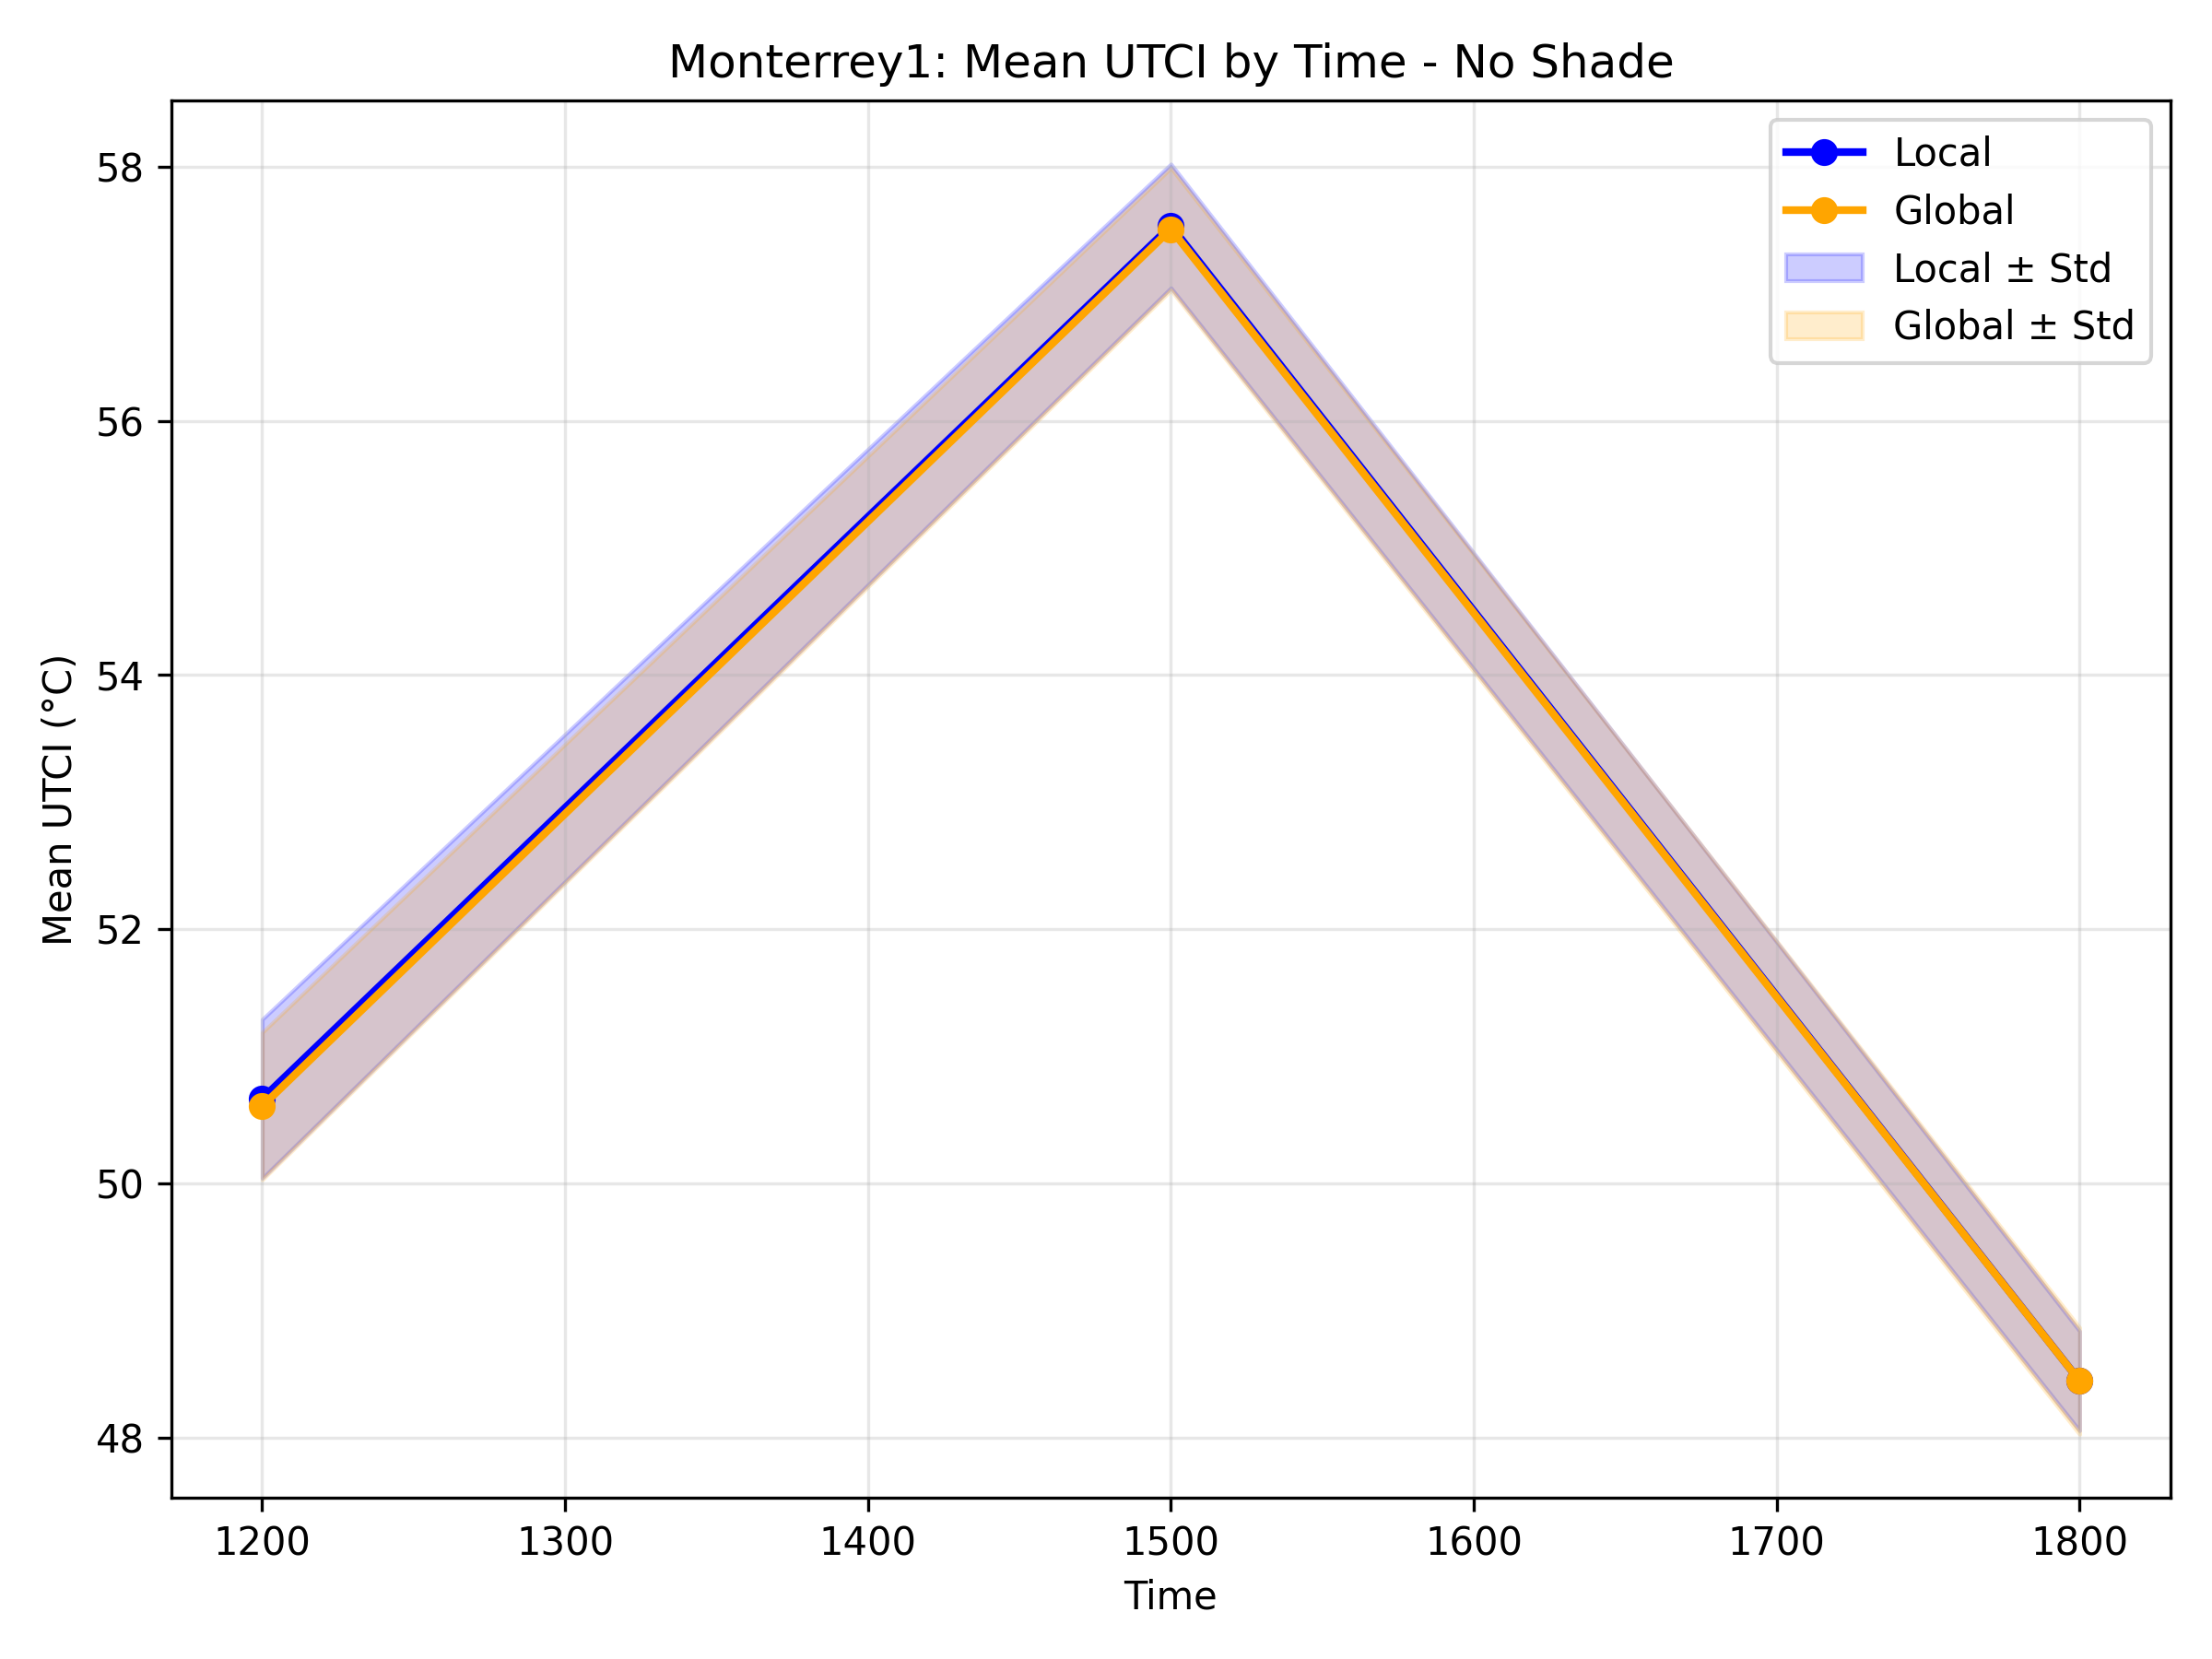 Monterrey1: Mean UTCI by Time - No Shade
Local
Global
Local ± Std
Global ± Std
Mean UTCI (°C)
58
56
54
52
50
48
1200 1300 1400 1500 1600 1700 1800
Time